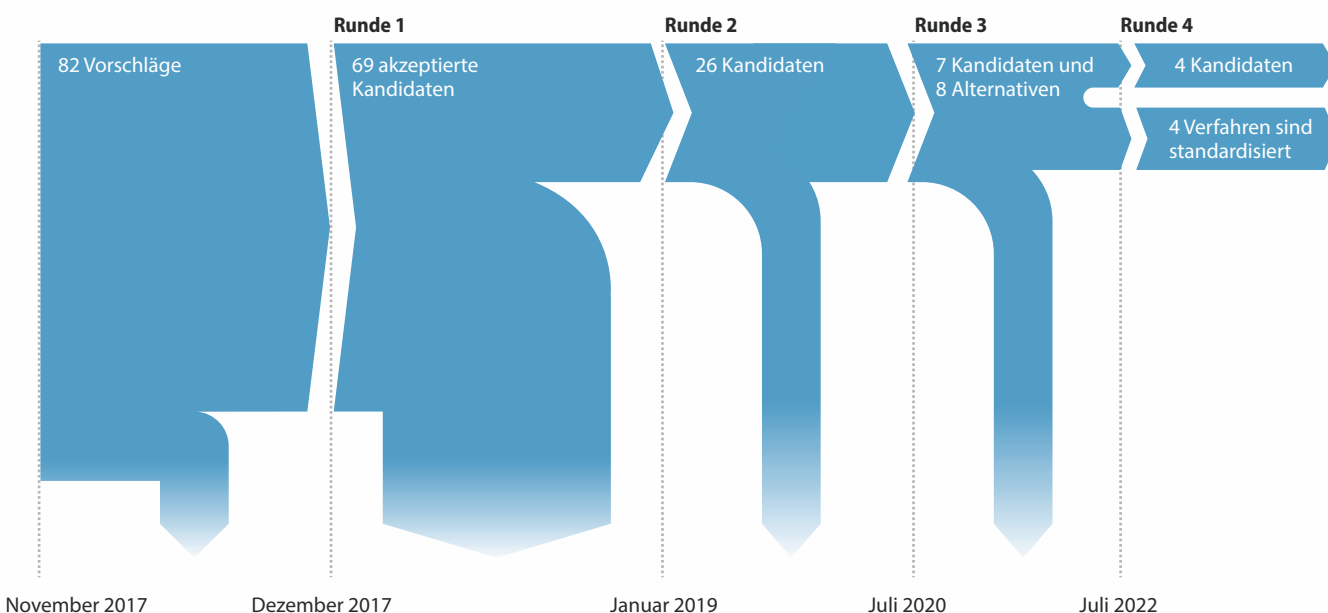 Runde 1
Runde 2
Runde 3
Runde 4
82 Vorschläge
69 akzeptierte
Kandidaten
26 Kandidaten
7 Kandidaten und
8 Alternativen
4 Kandidaten
4 Verfahren sind
standardisiert
November 2017
Dezember 2017
Januar 2019
Juli 2020
Juli 2022